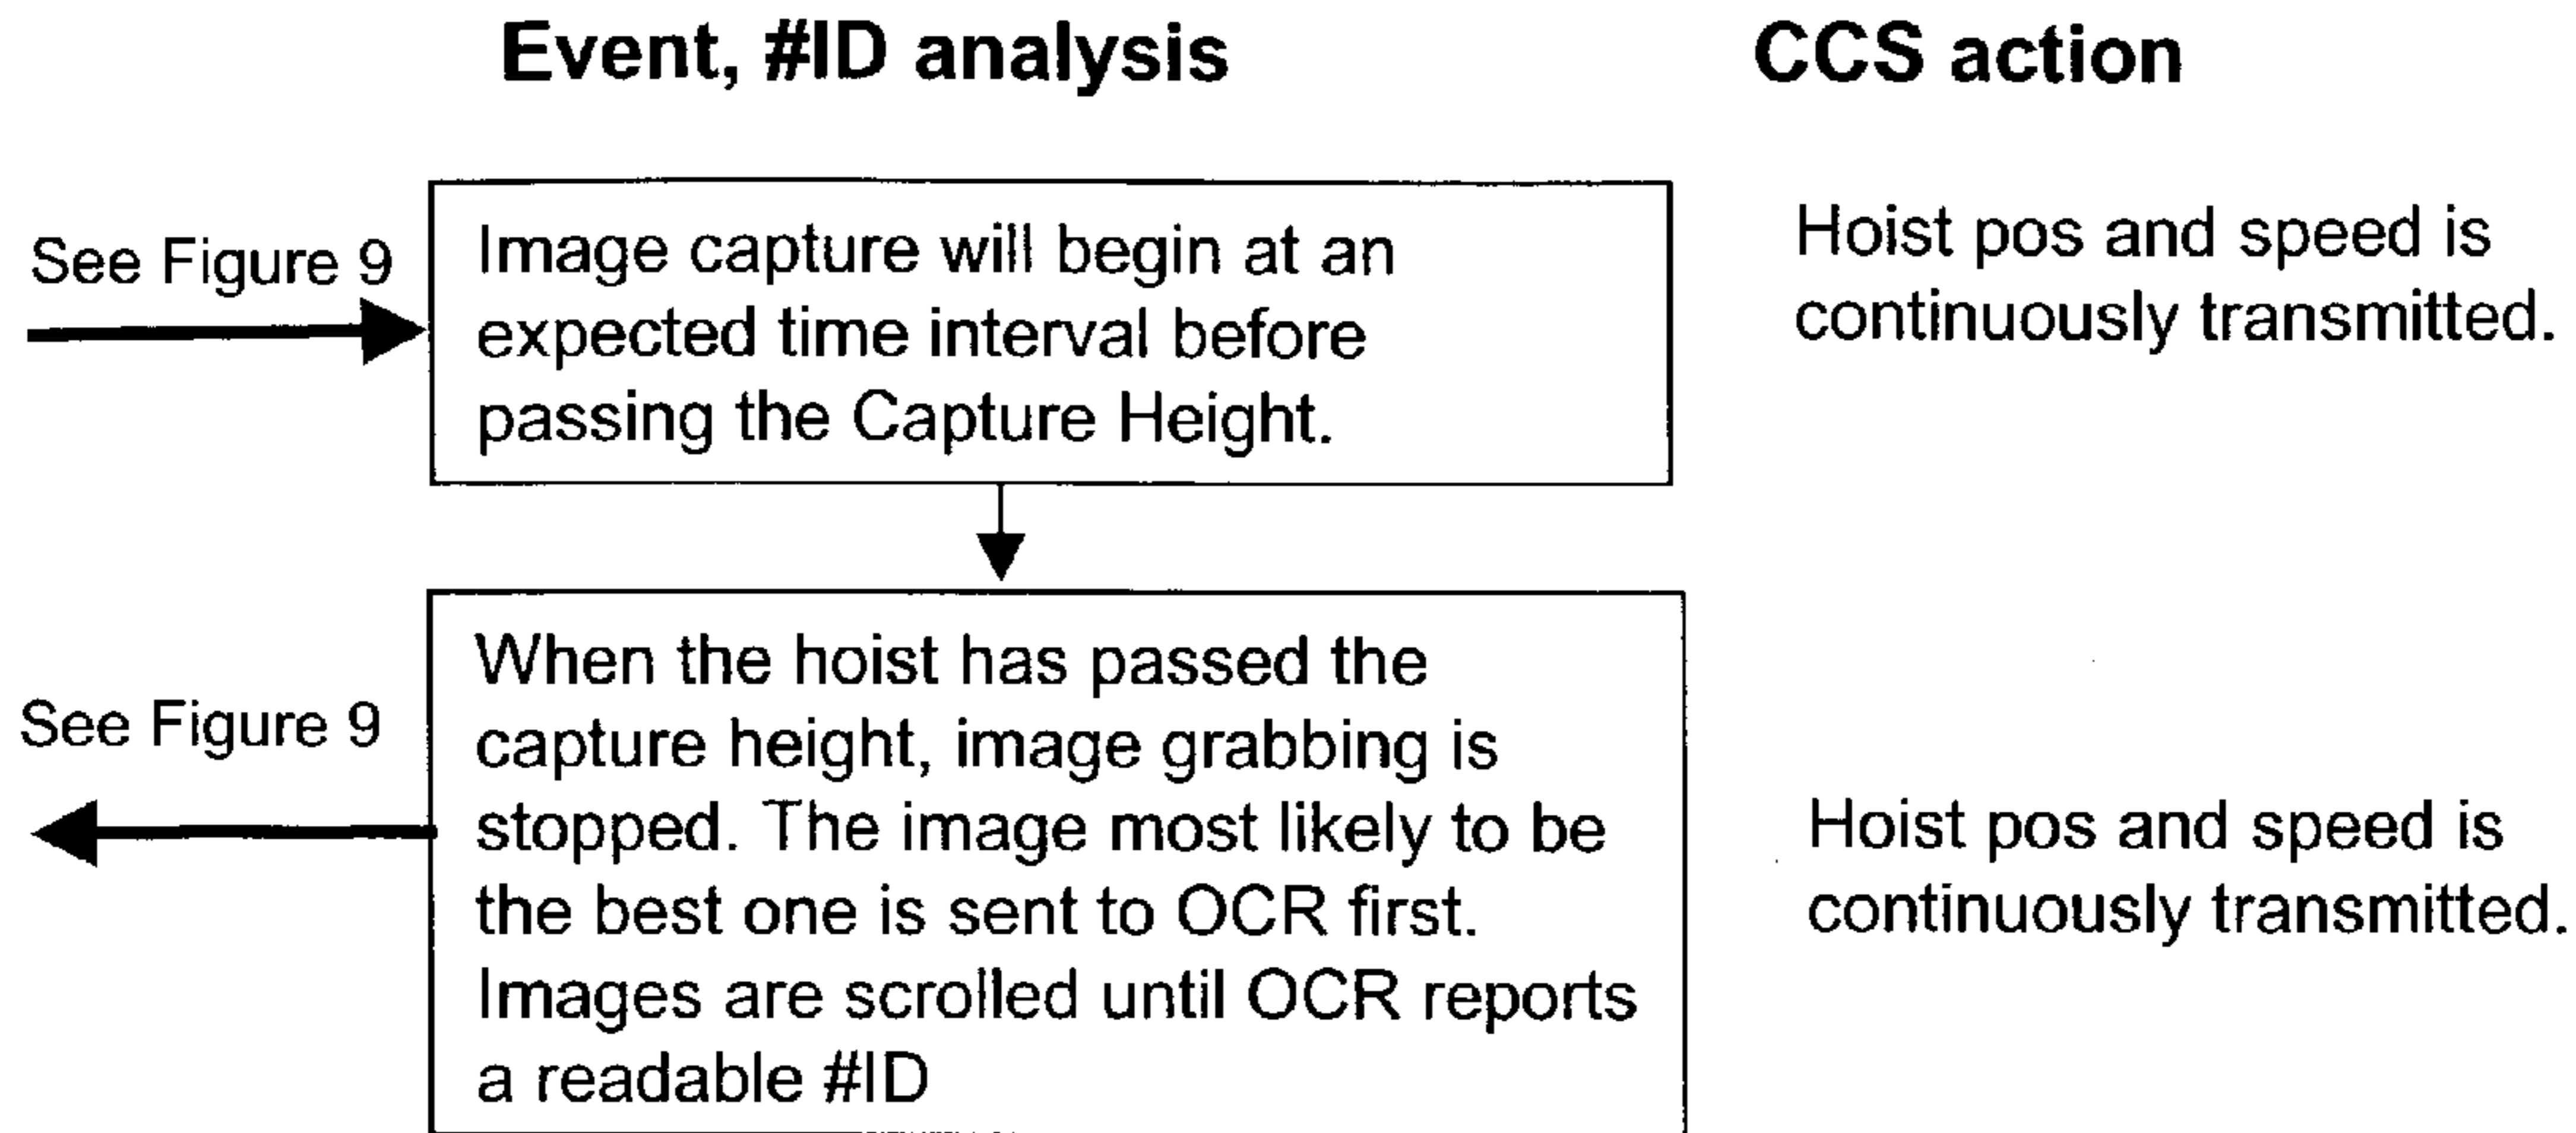 Event, #ID analysis
CCS action
See Figure 9
Image capture will begin at an
expected time interval before
passing the Capture Height.
Hoist pos and speed is
continuously transmitted.
See Figure 9
When the hoist has passed the
capture height, image grabbing is
stopped. The image most likely to be
the best one is sent to OCR first.
Images are scrolled until OCR reports
a readable #ID
Hoist pos and speed is
continuously transmitted.